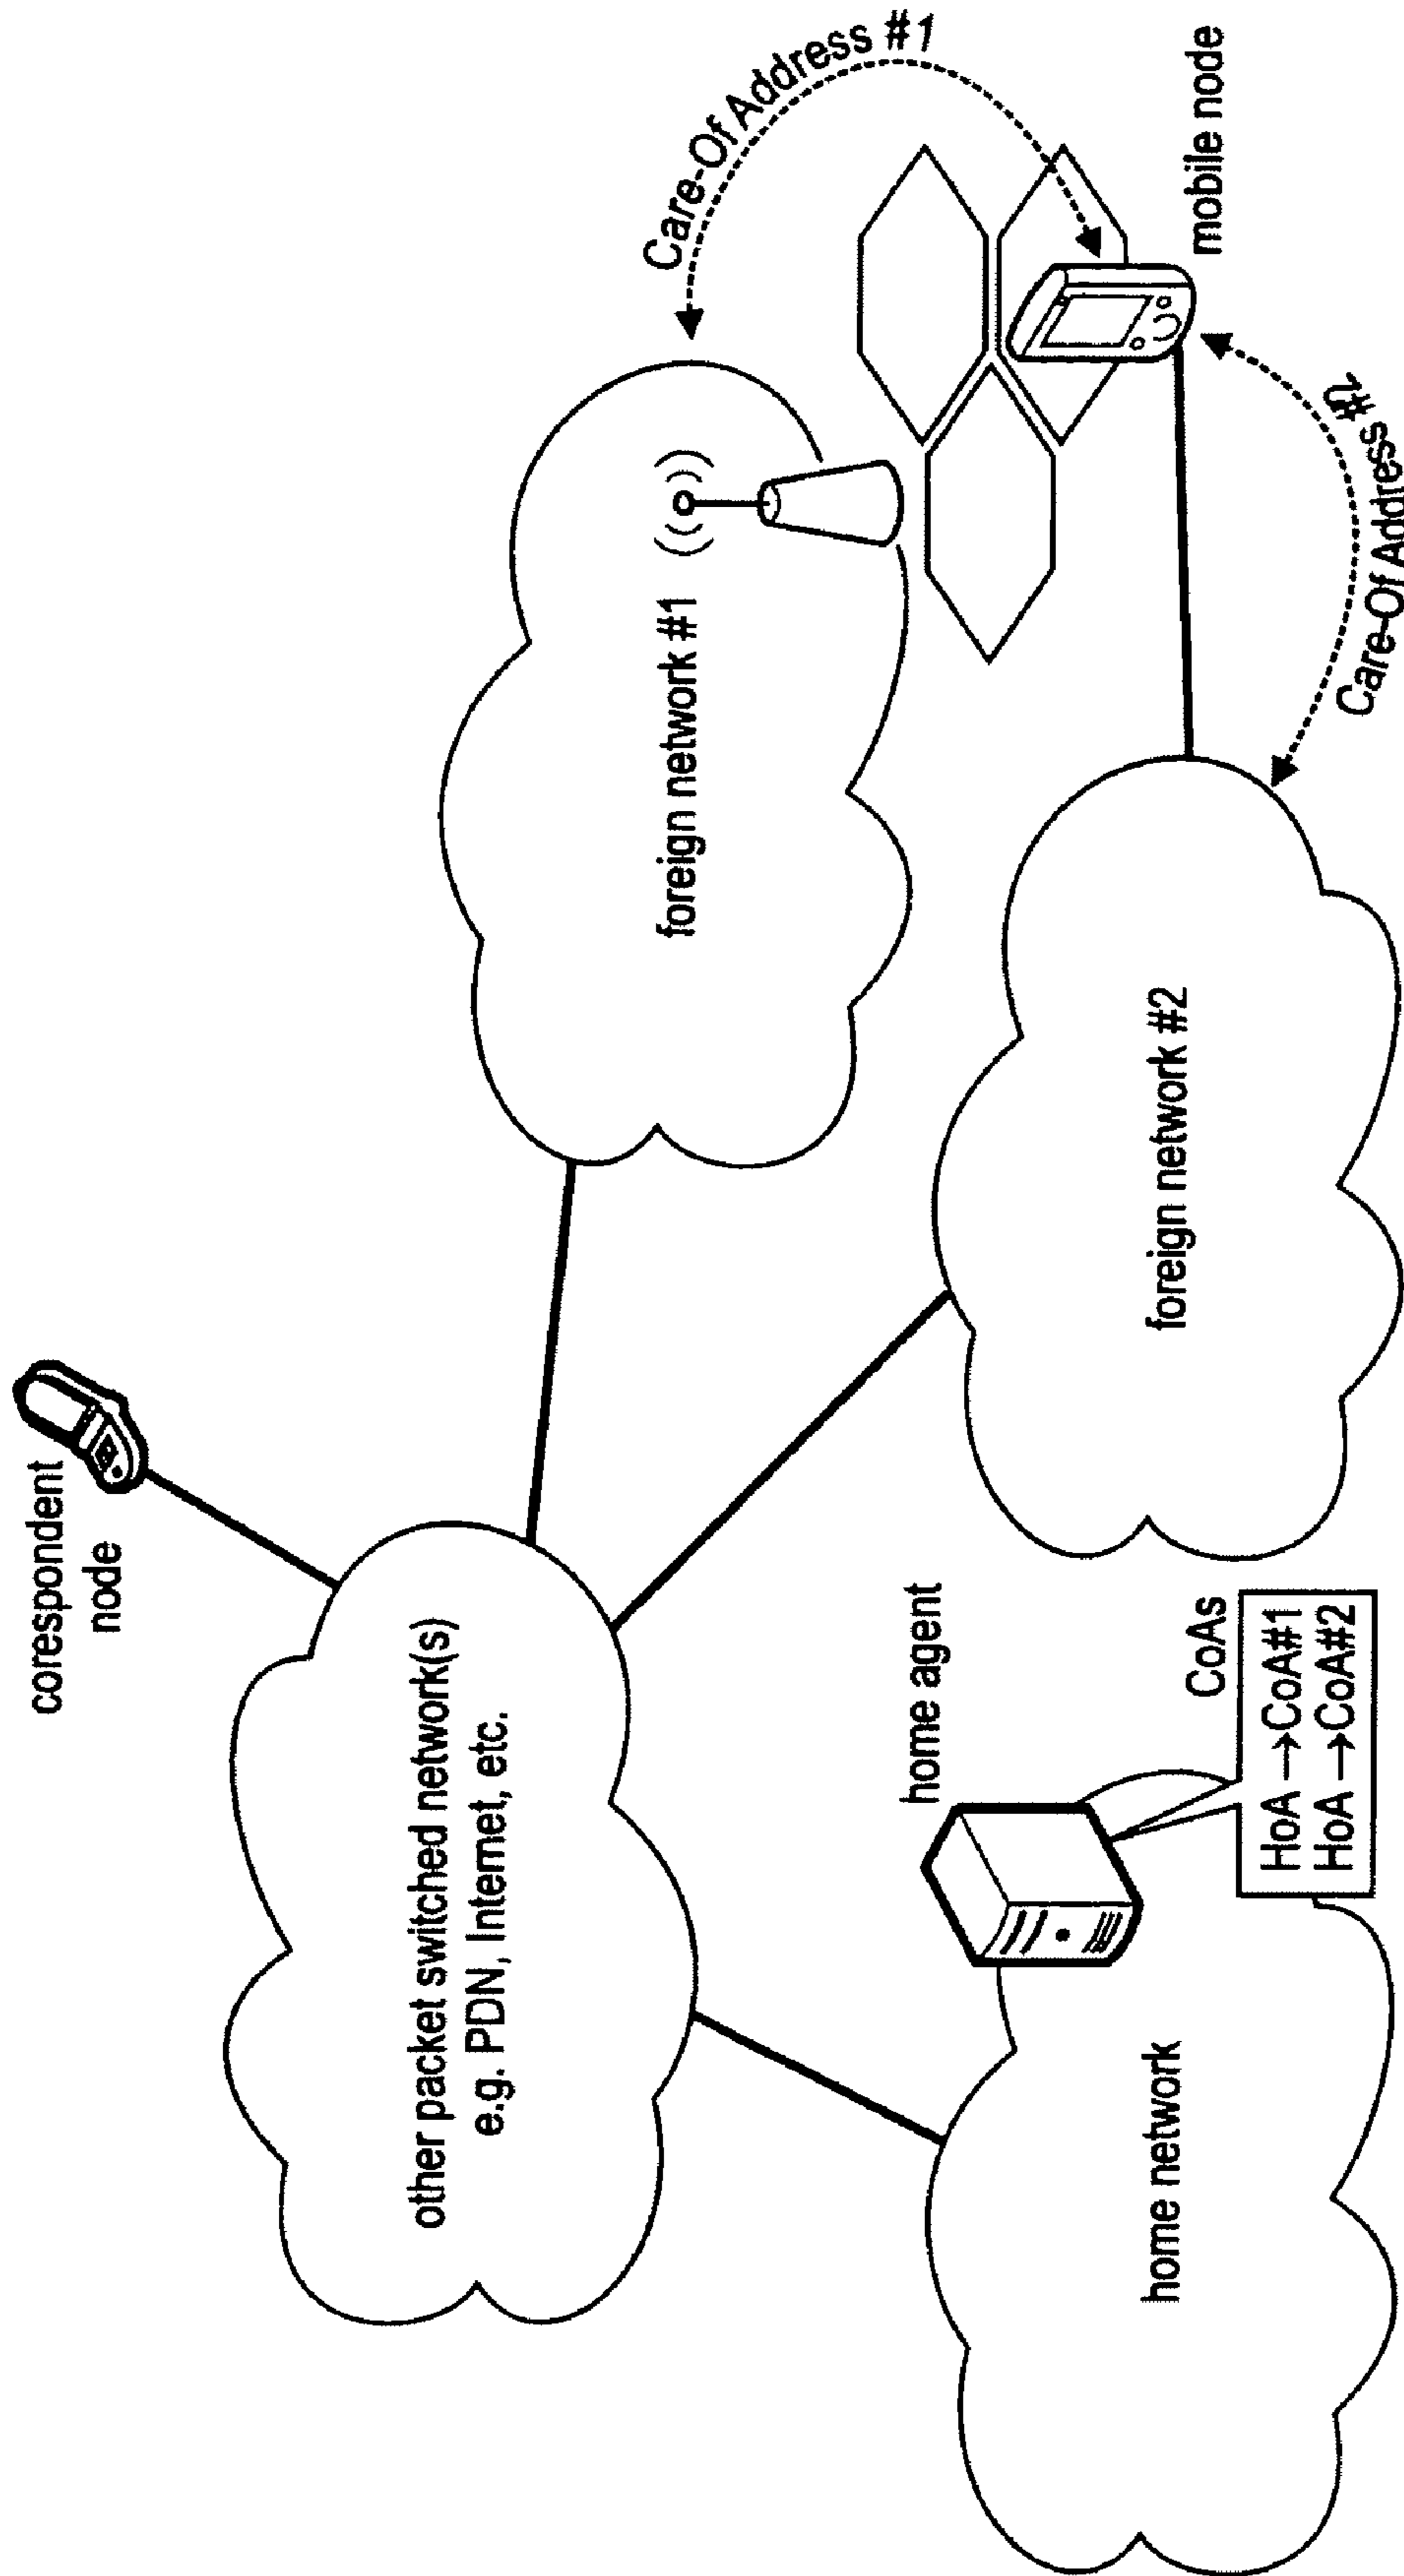 corespondent
node
other packet switched network(s)
e.g. PDN, Internet, etc.
foreign network #1
Care-Of Address #1
mobile node
home agent
CoAs
HoA →CoA#1
HoA →CoA#2
home network
foreign network #2
Care-Of Address #2